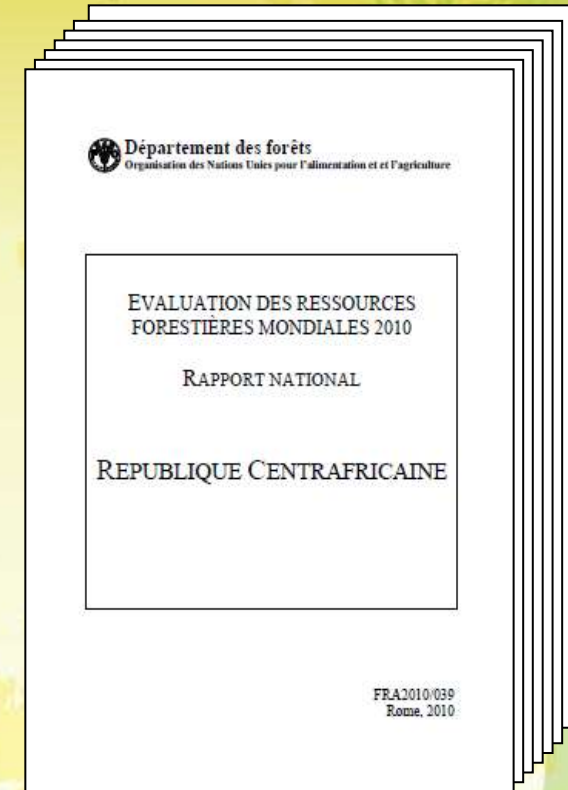 Département des forêts
Organisation des Nations Unies pour l'alimentation et et l'agriculture
EVALUATION DES RESSOURCES
FORESTIÈRES MONDIALES 2010
RAPPORT NATIONAL
REPUBLIQUE CENTRAFRICAINE
FRA2010/039
Rome, 2010